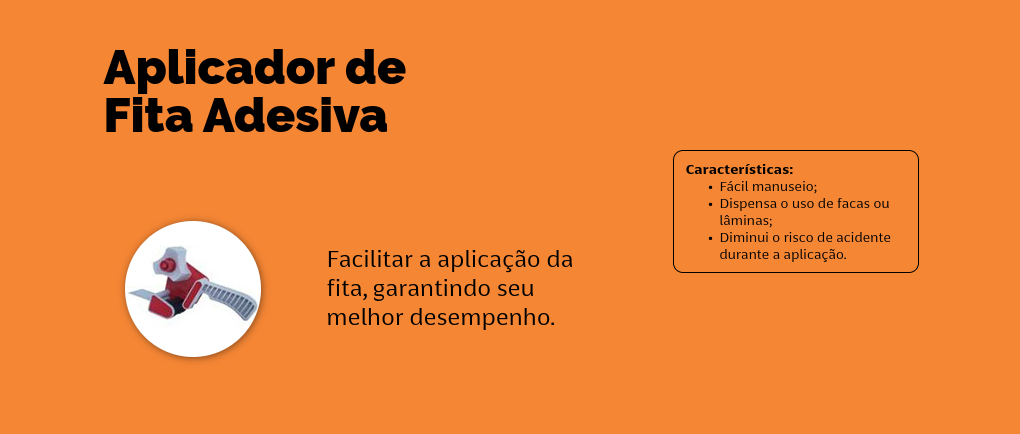 Aplicador de
Fita Adesiva
Facilitar a aplicação da
fita, garantindo seu
melhor desempenho.
Características:
• Fácil manuseio;
• Dispensa o uso de facas ou
lâminas;
• Diminui o risco de acidente
durante a aplicação.